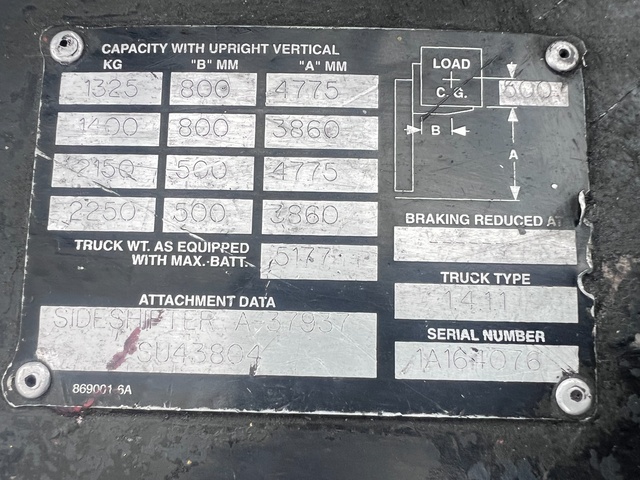 CAPACITY WITH UPRIGHT VERTICAL
KG "B" MM "A" MM
1325 800 4775
1400 800 3860
2150 500 4775
2250 500 3860
TRUCK WT. AS EQUIPPED
WITH MAX. BATT. 5177
LOAD
C.G.
B
A
BRAKING REDUCED AT
TRUCK TYPE
1411
ATTACHMENT DATA
SIDESHIFTER A-37937
SU43804
SERIAL NUMBER
1A164076
869001 6A